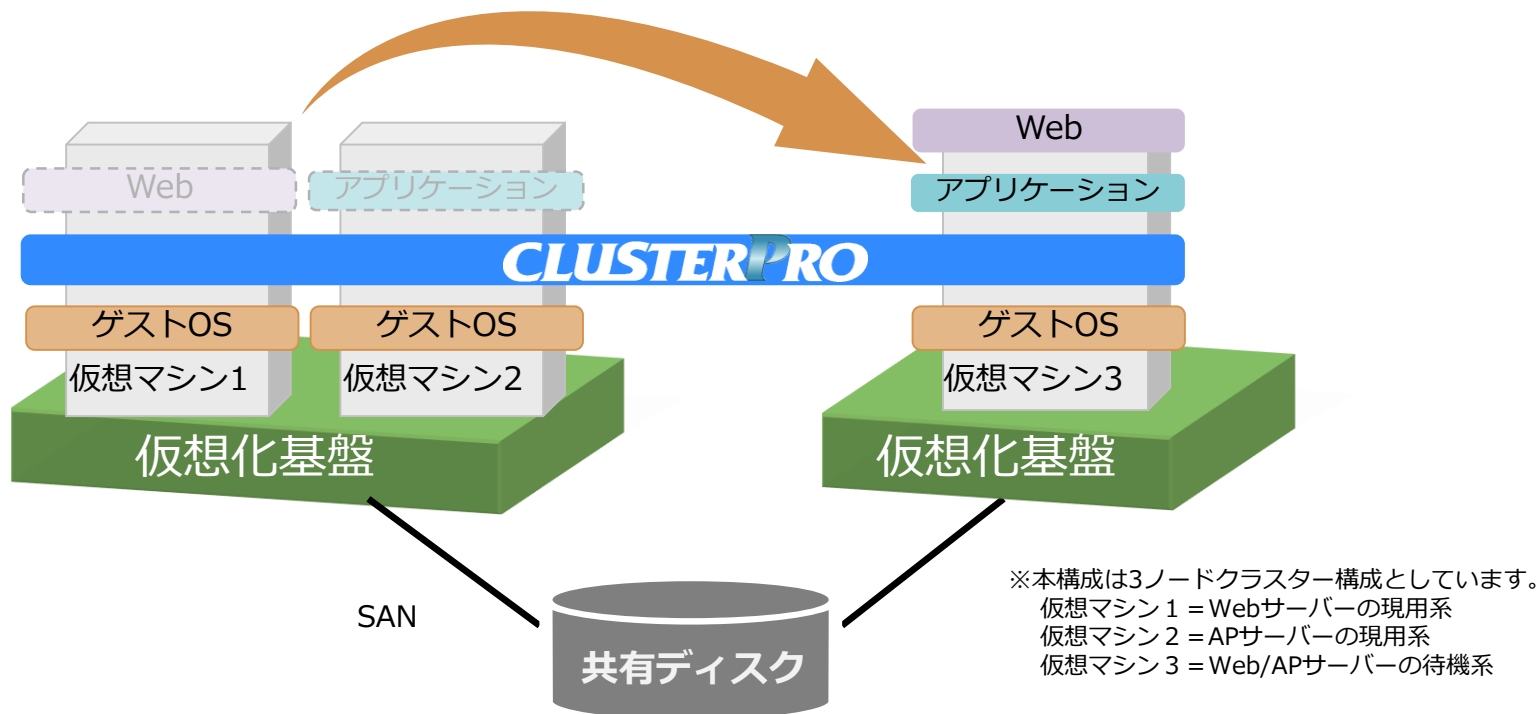 Web
Web
アプリケーション
アプリケーション
CLUSTERPRO
ゲストOS
ゲストOS
ゲストOS
仮想マシン1
仮想マシン2
仮想マシン3
仮想化基盤
仮想化基盤
SAN
共有ディスク
※本構成は3ノードクラスター構成としています。
仮想マシン１＝Webサーバーの現用系
仮想マシン２＝APサーバーの現用系
仮想マシン３＝Web/APサーバーの待機系